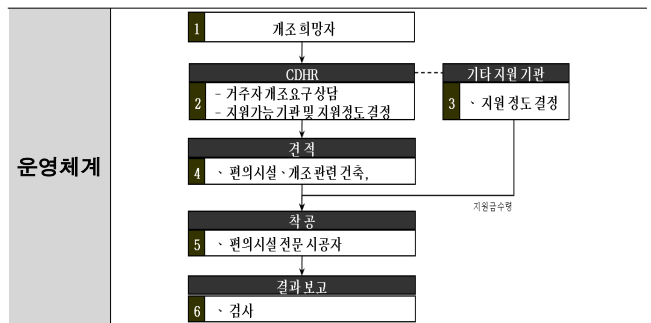 운영체계
1 개조 희망자
CDHR
2
- 거주자 개조요구 상담
- 지원가능 기관 및 지원정도 결정
기타 지원 기관
3 、지원 정도 결정
견 적
4 、편의시설、개조 관련 건축,
지원금수령
착 공
5 、편의시설 전문 시공자
결과 보고
6 、검사